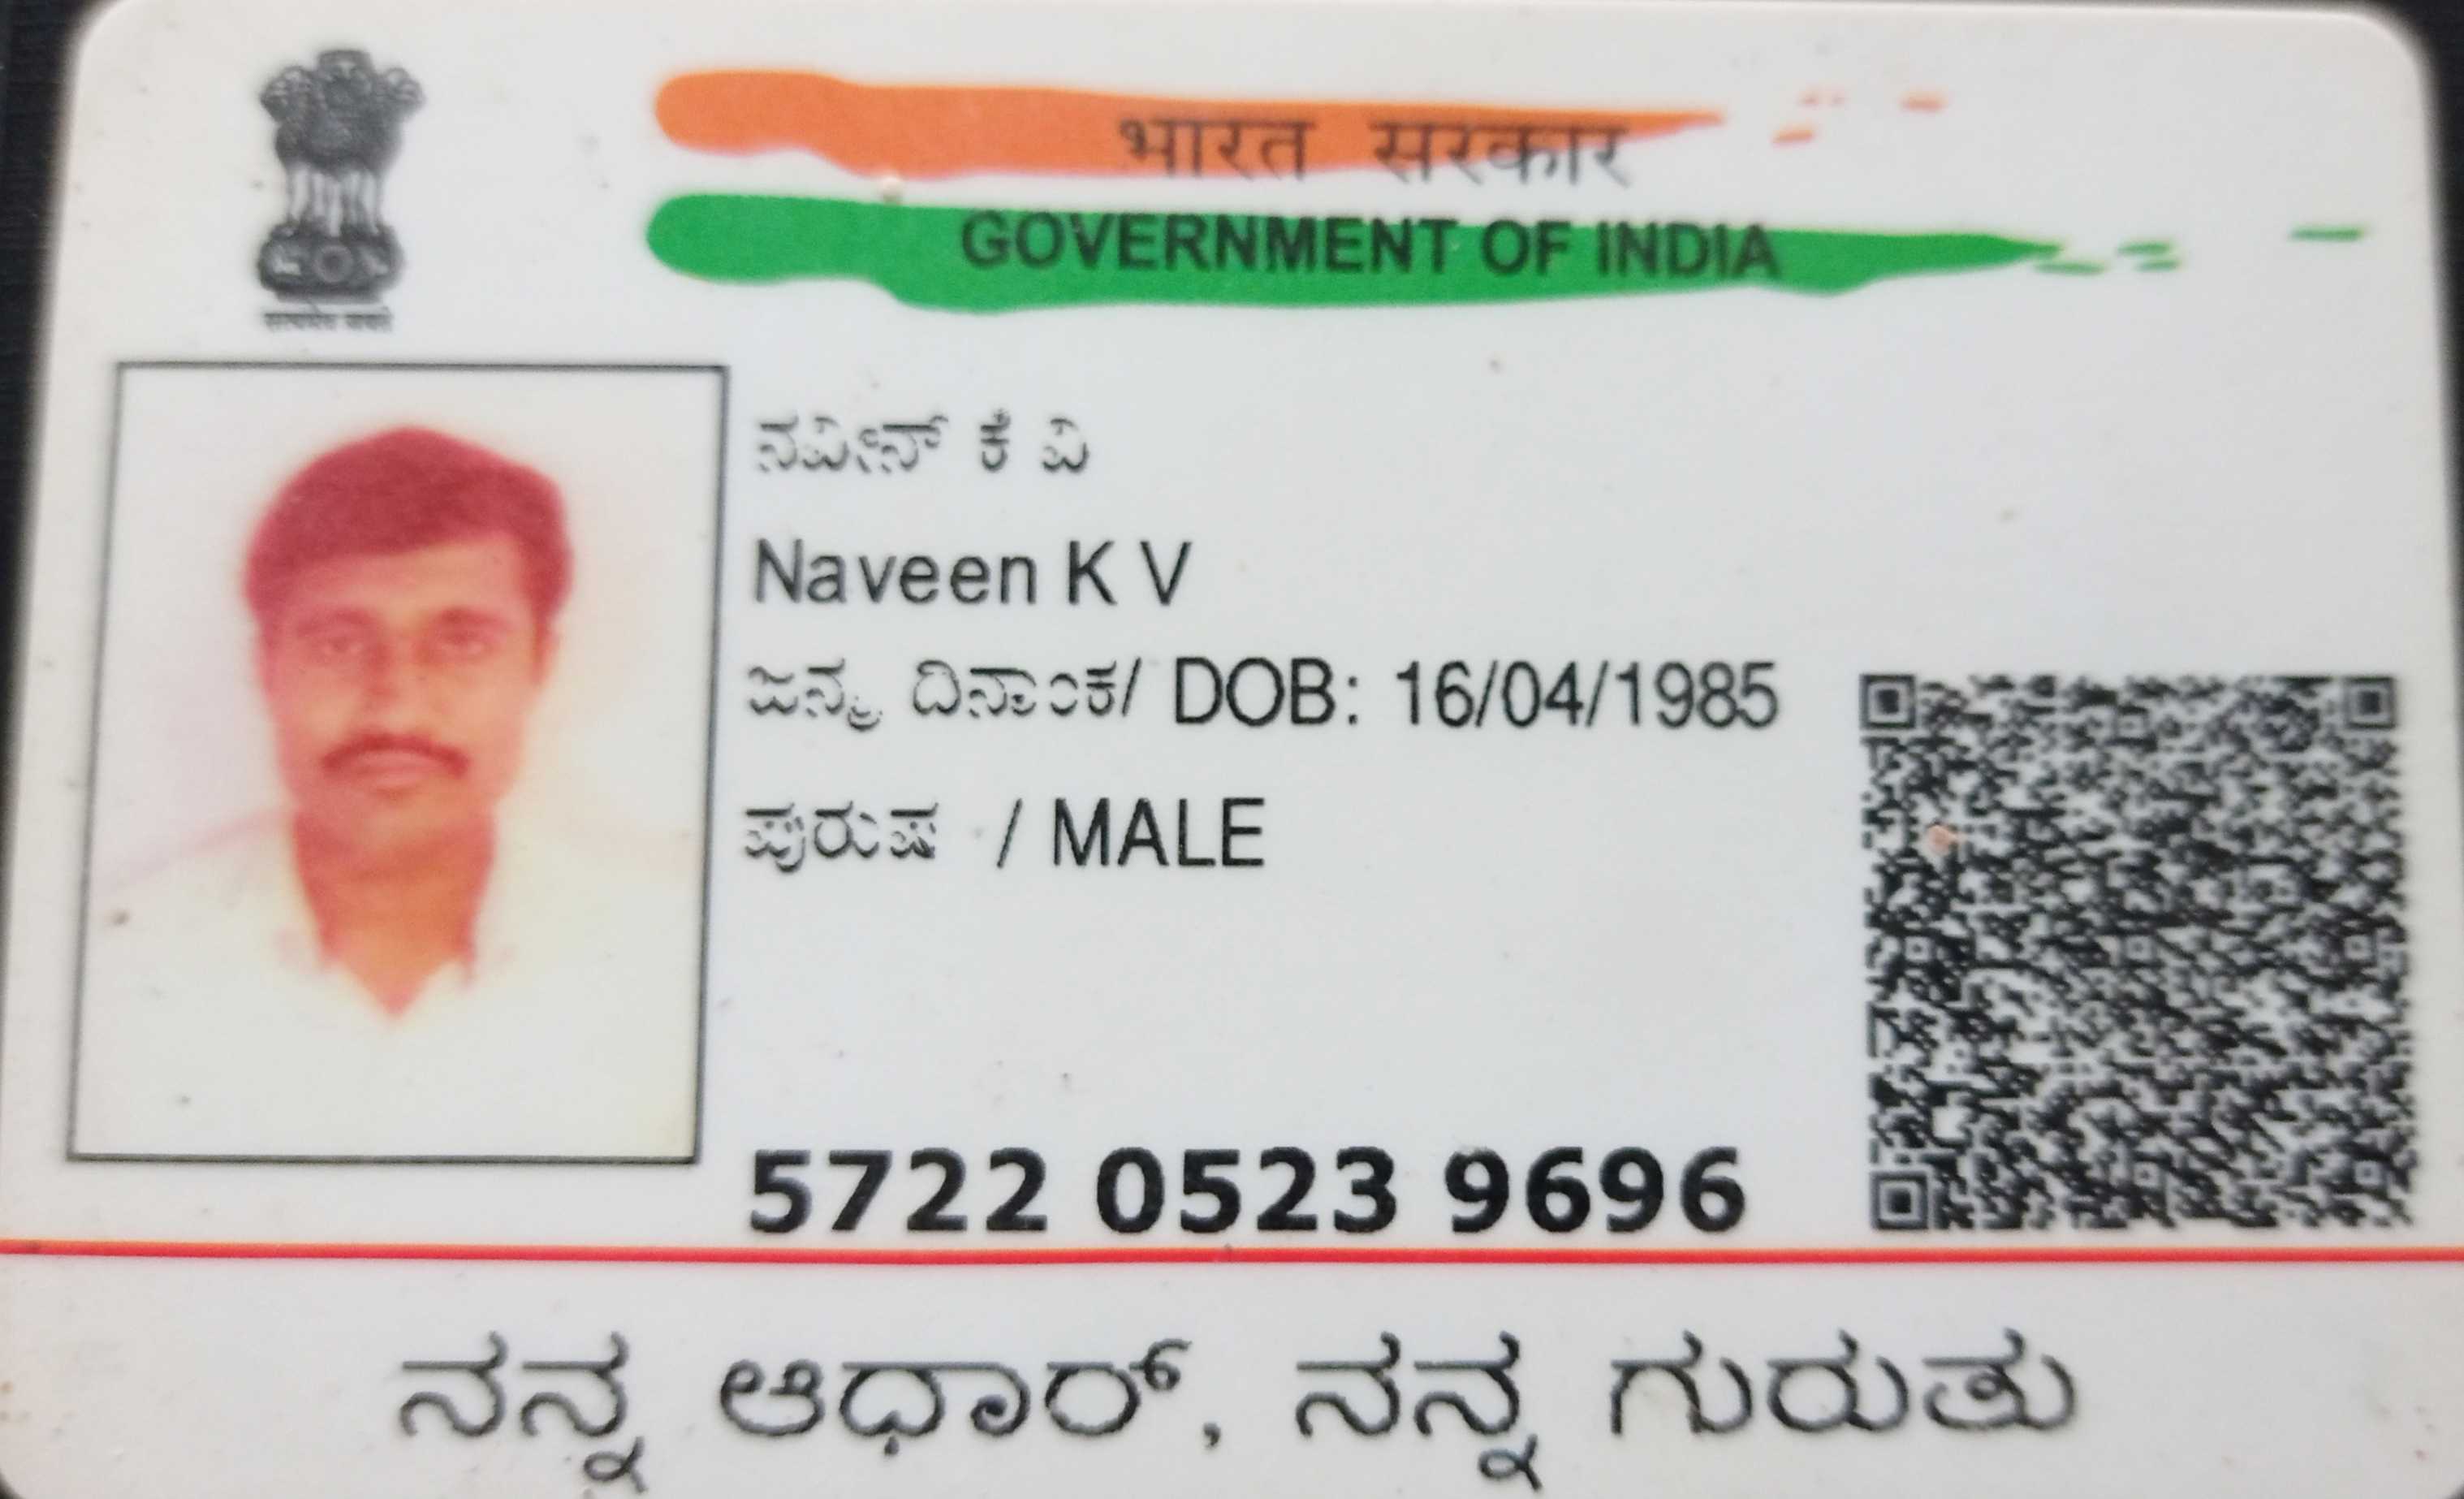 भारत सरकार
GOVERNMENT OF INDIA
सत्यमेव जयते
ನವೀನ್ ಕೆ ವಿ
Naveen K V
ಜನ್ಮ ದಿನಾಂಕ/ DOB: 16/04/1985
ಪುರುಷ / MALE
5722 0523 9696
ನನ್ನ ಆಧಾರ್, ನನ್ನ ಗುರುತು